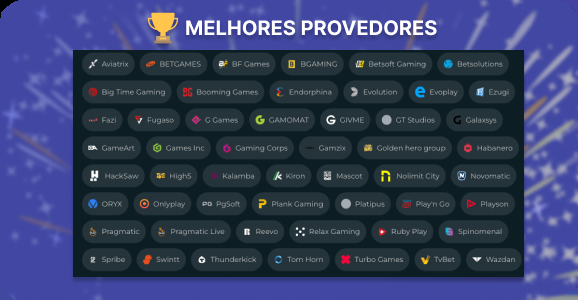 MELHORES PROVEDORES
Aviatrix BETGAMES BF Games BGAMING Betsoft Gaming Betsolutions
Big Time Gaming Booming Games Endorphina Evolution Evoplay Ezugi
Fazi Fugaso G Games GAMOMAT GIVME GT Studios Galaxsys
GameArt Games Inc Gaming Corps Gamzix Golden hero group Habanero
HackSaw High5 Kalamba Kiron Mascot Nolimit City Novomatic
ORYX Onlyplay PgSoft Plank Gaming Platipus Play'n Go Playson
Pragmatic Pragmatic Live Reevo Relax Gaming Ruby Play Spinomenal
Spribe Swintt Thunderkick Tom Horn Turbo Games TvBet Wazdan